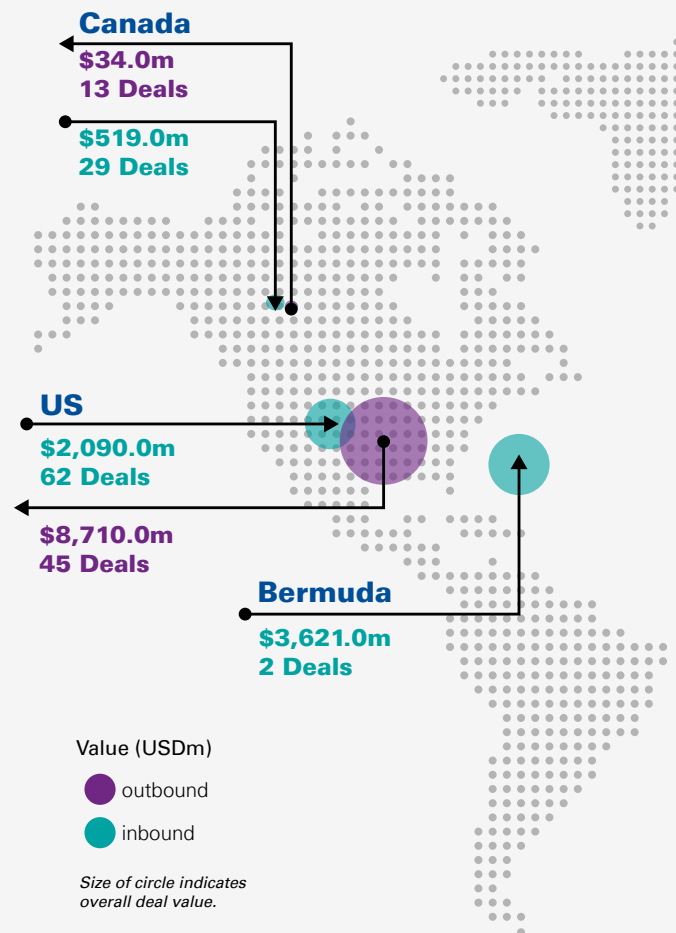 Canada
$34.0m
13 Deals
$519.0m
29 Deals
US
$2,090.0m
62 Deals
$8,710.0m
45 Deals
Bermuda
$3,621.0m
2 Deals
Value (USDm)
outbound
inbound
Size of circle indicates
overall deal value.